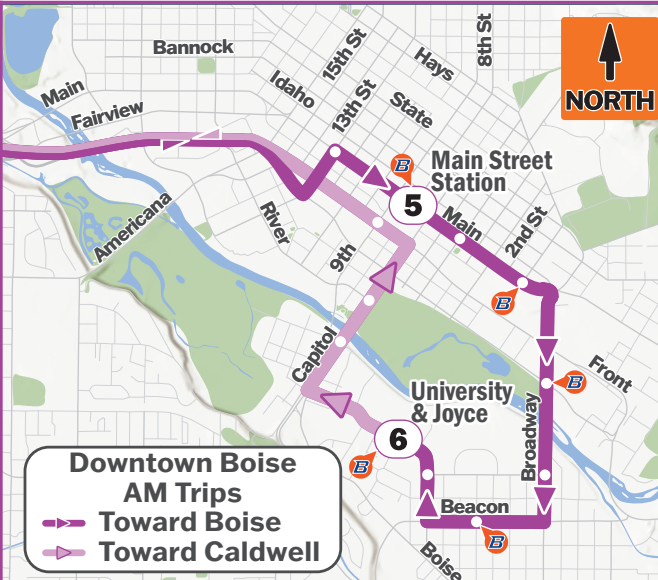 Bannock
15th St
Hays
8th St
NORTH
Main
Fairview
Idaho
13th St
State
B
Main Street
Station
5
Main
2nd St
Americana
River
9th
B
Capitol
Front
B
University
& Joyce
6
B
Broadway
Beacon
B
Boise
Downtown Boise
AM Trips
Toward Boise
Toward Caldwell